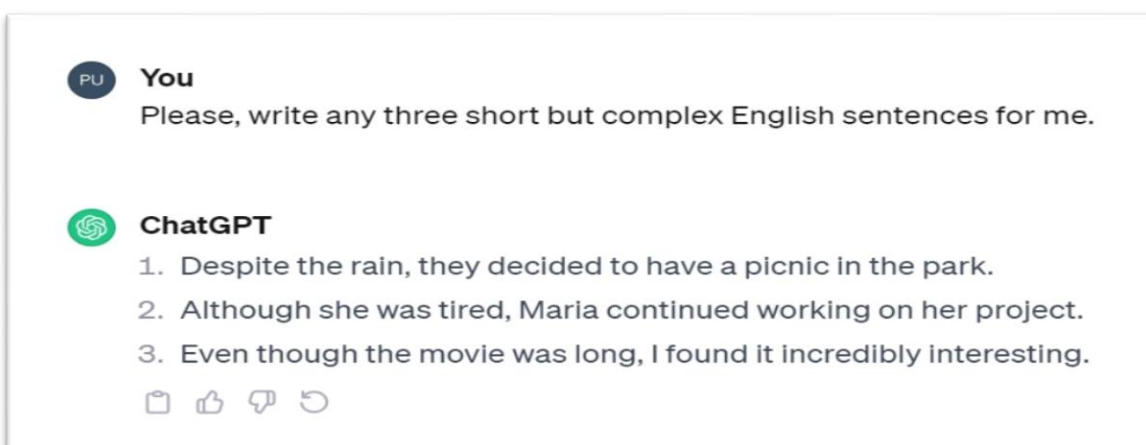 PU You
Please, write any three short but complex English sentences for me.
ChatGPT
1. Despite the rain, they decided to have a picnic in the park.
2. Although she was tired, Maria continued working on her project.
3. Even though the movie was long, I found it incredibly interesting.